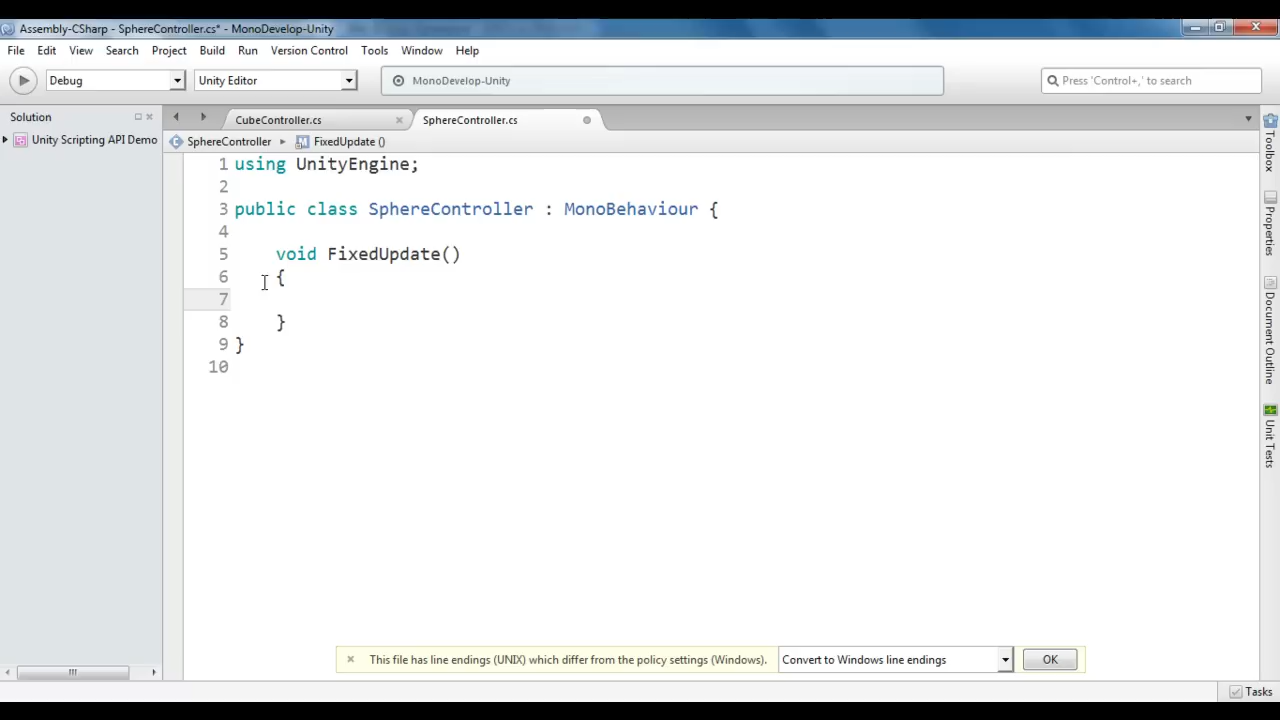 Assembly-CSharp - SphereController.cs* - MonoDevelop-Unity
File Edit View Search Project Build Run Version Control Tools Window Help
Debug Unity Editor MonoDevelop-Unity Press 'Control+,' to search
Solution
Unity Scripting API Demo
CubeController.cs SphereController.cs
SphereController FixedUpdate ()
1 using UnityEngine;
2
3 public class SphereController : MonoBehaviour {
4
5 void FixedUpdate()
6 {
7
8 }
9 }
10
Toolbox
Properties
Document Outline
Unit Tests
This file has line endings (UNIX) which differ from the policy settings (Windows). Convert to Windows line endings OK
Tasks